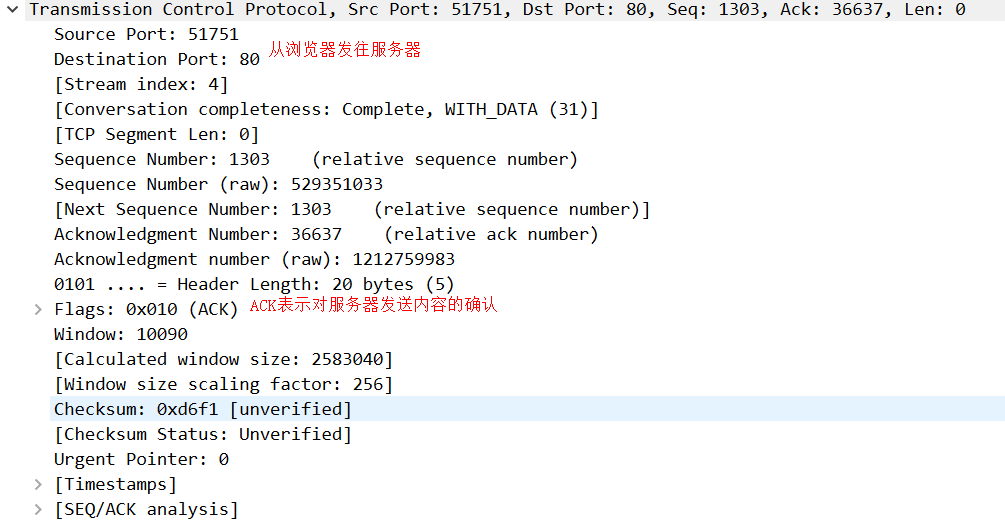 Transmission Control Protocol, Src Port: 51751, Dst Port: 80, Seq: 1303, Ack: 36637, Len: 0
Source Port: 51751
Destination Port: 80 从浏览器发往服务器
[Stream index: 4]
[Conversation completeness: Complete, WITH_DATA (31)]
[TCP Segment Len: 0]
Sequence Number: 1303    (relative sequence number)
Sequence Number (raw): 529351033
[Next Sequence Number: 1303    (relative sequence number)]
Acknowledgment Number: 36637    (relative ack number)
Acknowledgment number (raw): 1212759983
0101 .... = Header Length: 20 bytes (5)
Flags: 0x010 (ACK) ACK表示对服务器发送内容的确认
Window: 10090
[Calculated window size: 2583040]
[Window size scaling factor: 256]
Checksum: 0xd6f1 [unverified]
[Checksum Status: Unverified]
Urgent Pointer: 0
[Timestamps]
[SEQ/ACK analysis]